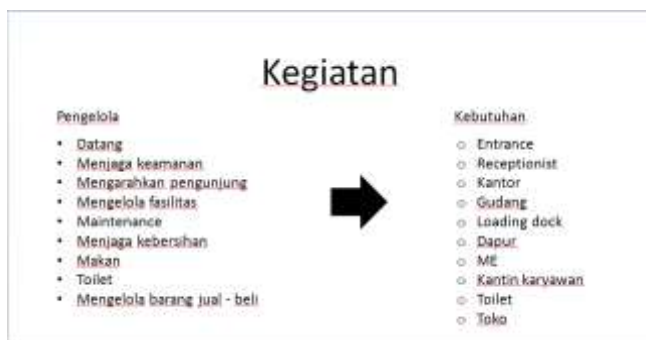 Kegiatan
Pengelola
• Datang
• Menjaga keamanan
• Mengarahkan pengunjung
• Mengelola fasilitas
• Maintenance
• Menjaga kebersihan
• Makan
• Toilet
• Mengelola barang jual - beli
Kebutuhan
○ Entrance
○ Receptionist
○ Kantor
○ Gudang
○ Loading dock
○ Dapur
○ ME
○ Kantin karyawan
○ Toilet
○ Toko